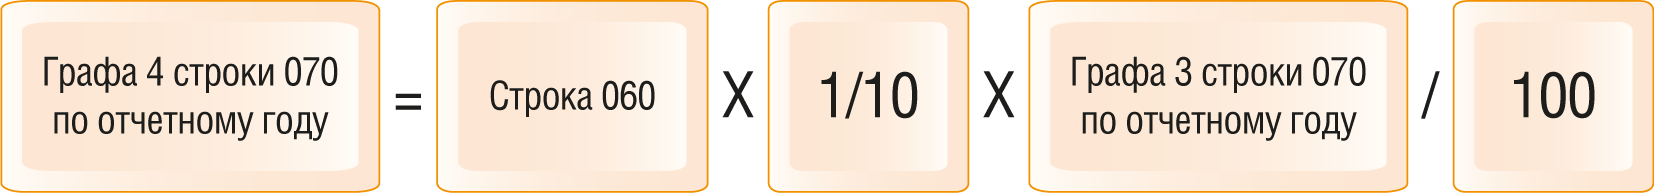 Графа 4 строки 070
по отчетному году
=
Строка 060
X
1/10
X
Графа 3 строки 070
по отчетному году
/
100